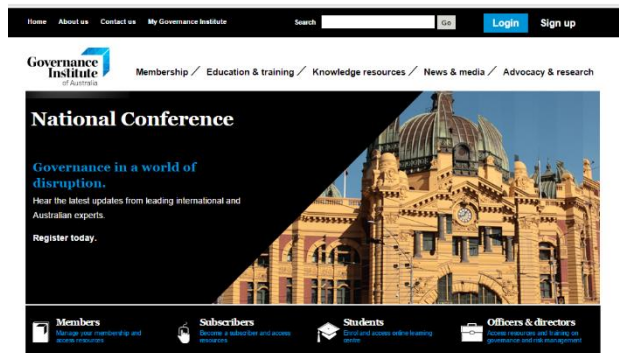 Home About us Contact us My Governance Institute Search Go Login Sign up
Governance
Institute
of Australia
Membership / Education & training / Knowledge resources / News & media / Advocacy & research
National Conference
Governance in a world of
disruption.
Hear the latest updates from leading international and
Australian experts.
Register today.
Members
Manage your membership and
access resources
Subscribers
Become a subscriber and access
resources
Students
Enrol and access online learning
centre
Officers & directors
Access resources and training on
governance and risk management